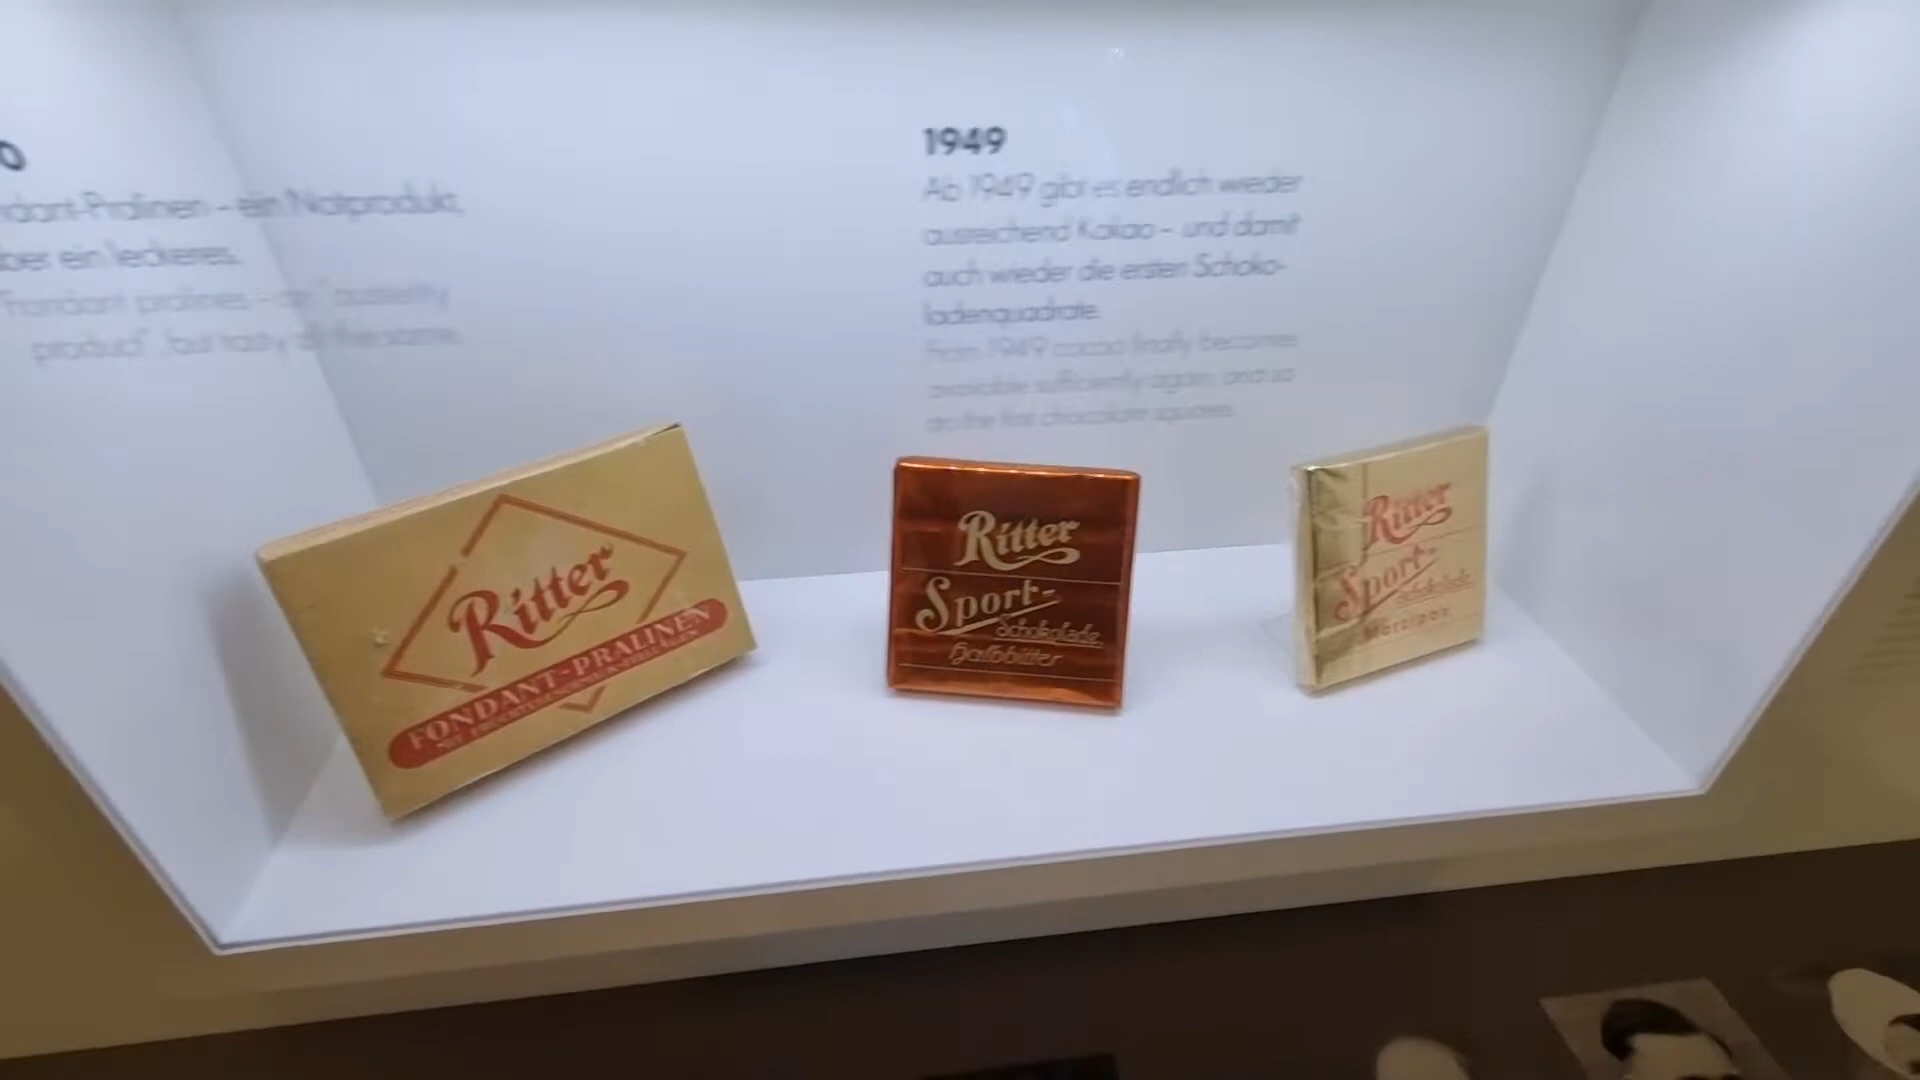 0
ndant-Pralinen – ein Notprodukt,
ber ein leckeres.
"Fondant pralines - an "austerity
product", but tasty all the same.
1949
Ab 1949 gibt es endlich wieder
ausreichend Kakao – und damit
auch wieder die ersten Schoko-
ladenquadrate.
From 1949 cocoa finally becomes
available sufficiently again, and so
do the first chocolate squares.
Ritter
FONDANT-PRALINEN
Ritter
Sport-
Schokolade
Halbbitter
Ritter
Sport-
Schokolade
Marzipan